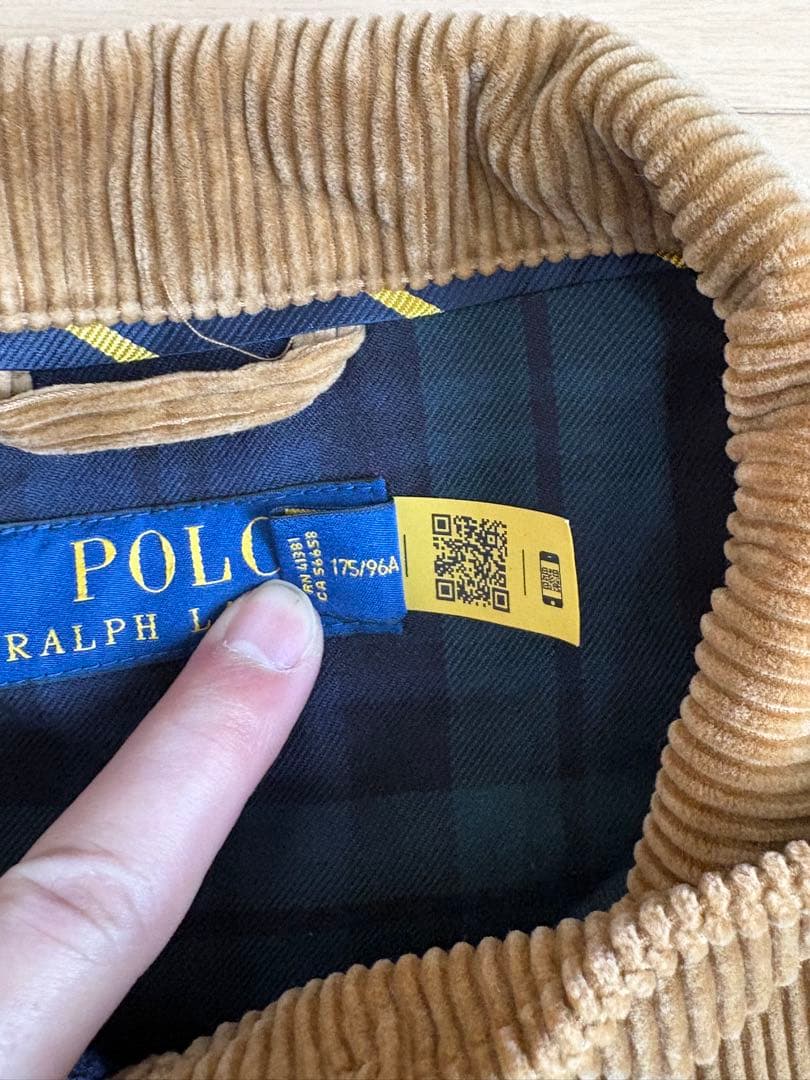 POLO
RALPH L
RN 41381
CA 56658
175/96A